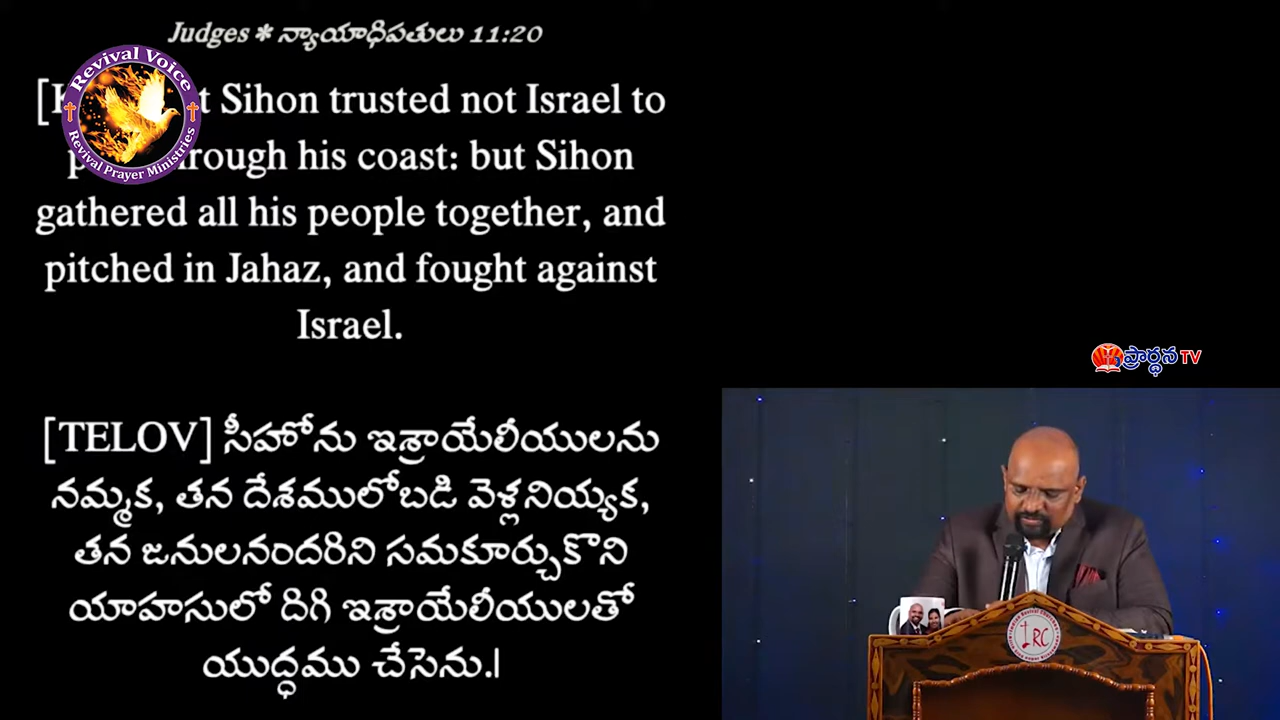 Judges * న్యాయాధిపతులు 11:20
Sihon trusted not Israel to
his coast: but Sihon
gathered all his people together, and
pitched in Jahaz, and fought against
Israel.
[TELOV] సీహోను ఇశ్రాయేలీయులను
నమ్మక, తన దేశములోబడి వెళ్లనియ్యక,
తన జనులనందరిని సమకూర్చుకొని
యాహసులో దిగి ఇశ్రాయేలీయులతో
యుద్ధము చేసెను.
Revival Voice
Revival Prayer Ministries
ప్రార్థన TV
IRC